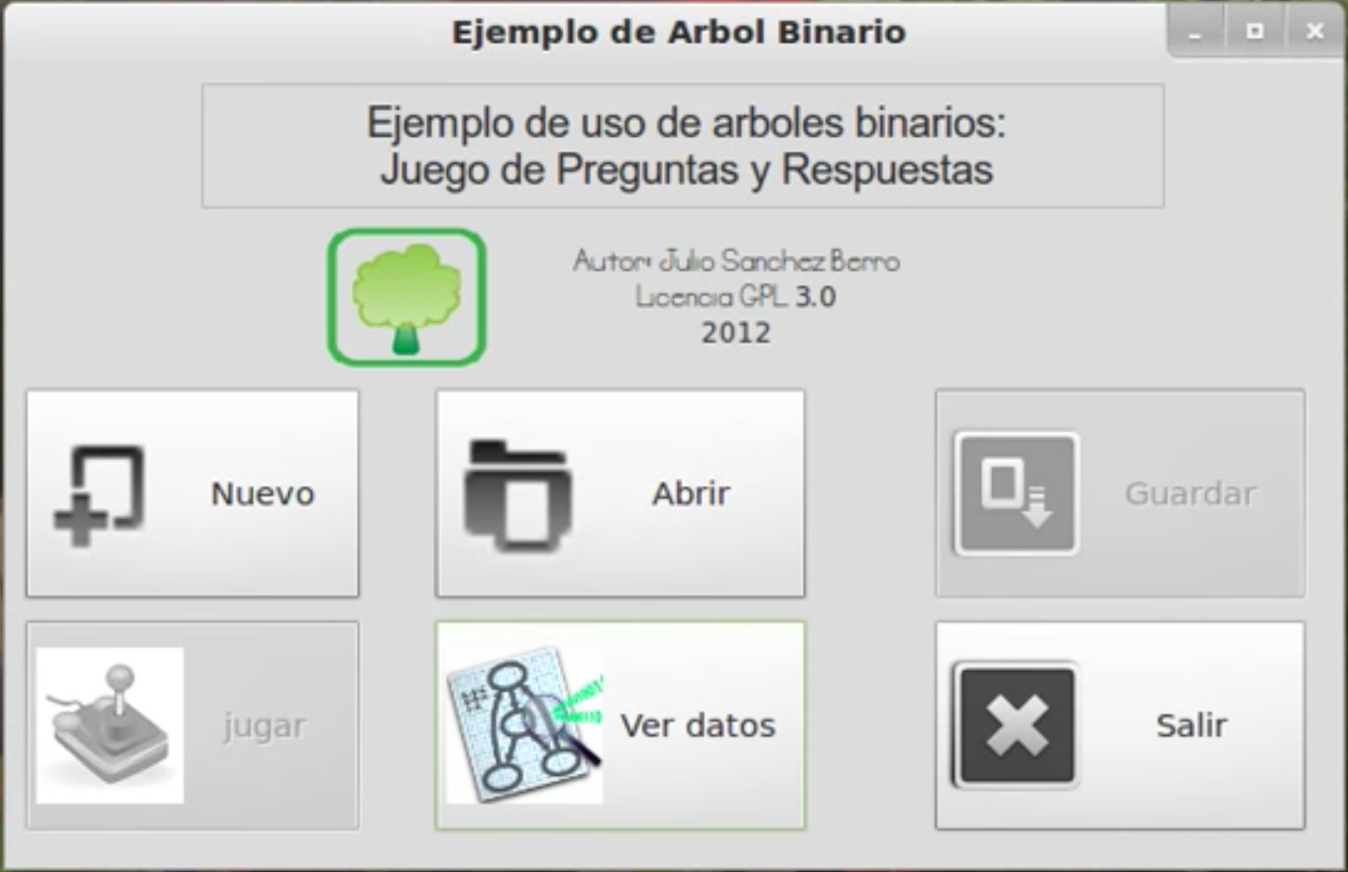 Ejemplo de Arbol Binario
Ejemplo de uso de arboles binarios:
Juego de Preguntas y Respuestas
Autor: Julio Sanchez Berro
Licencia GPL 3.0
2012
Nuevo
Abrir
Guardar
jugar
Ver datos
Salir